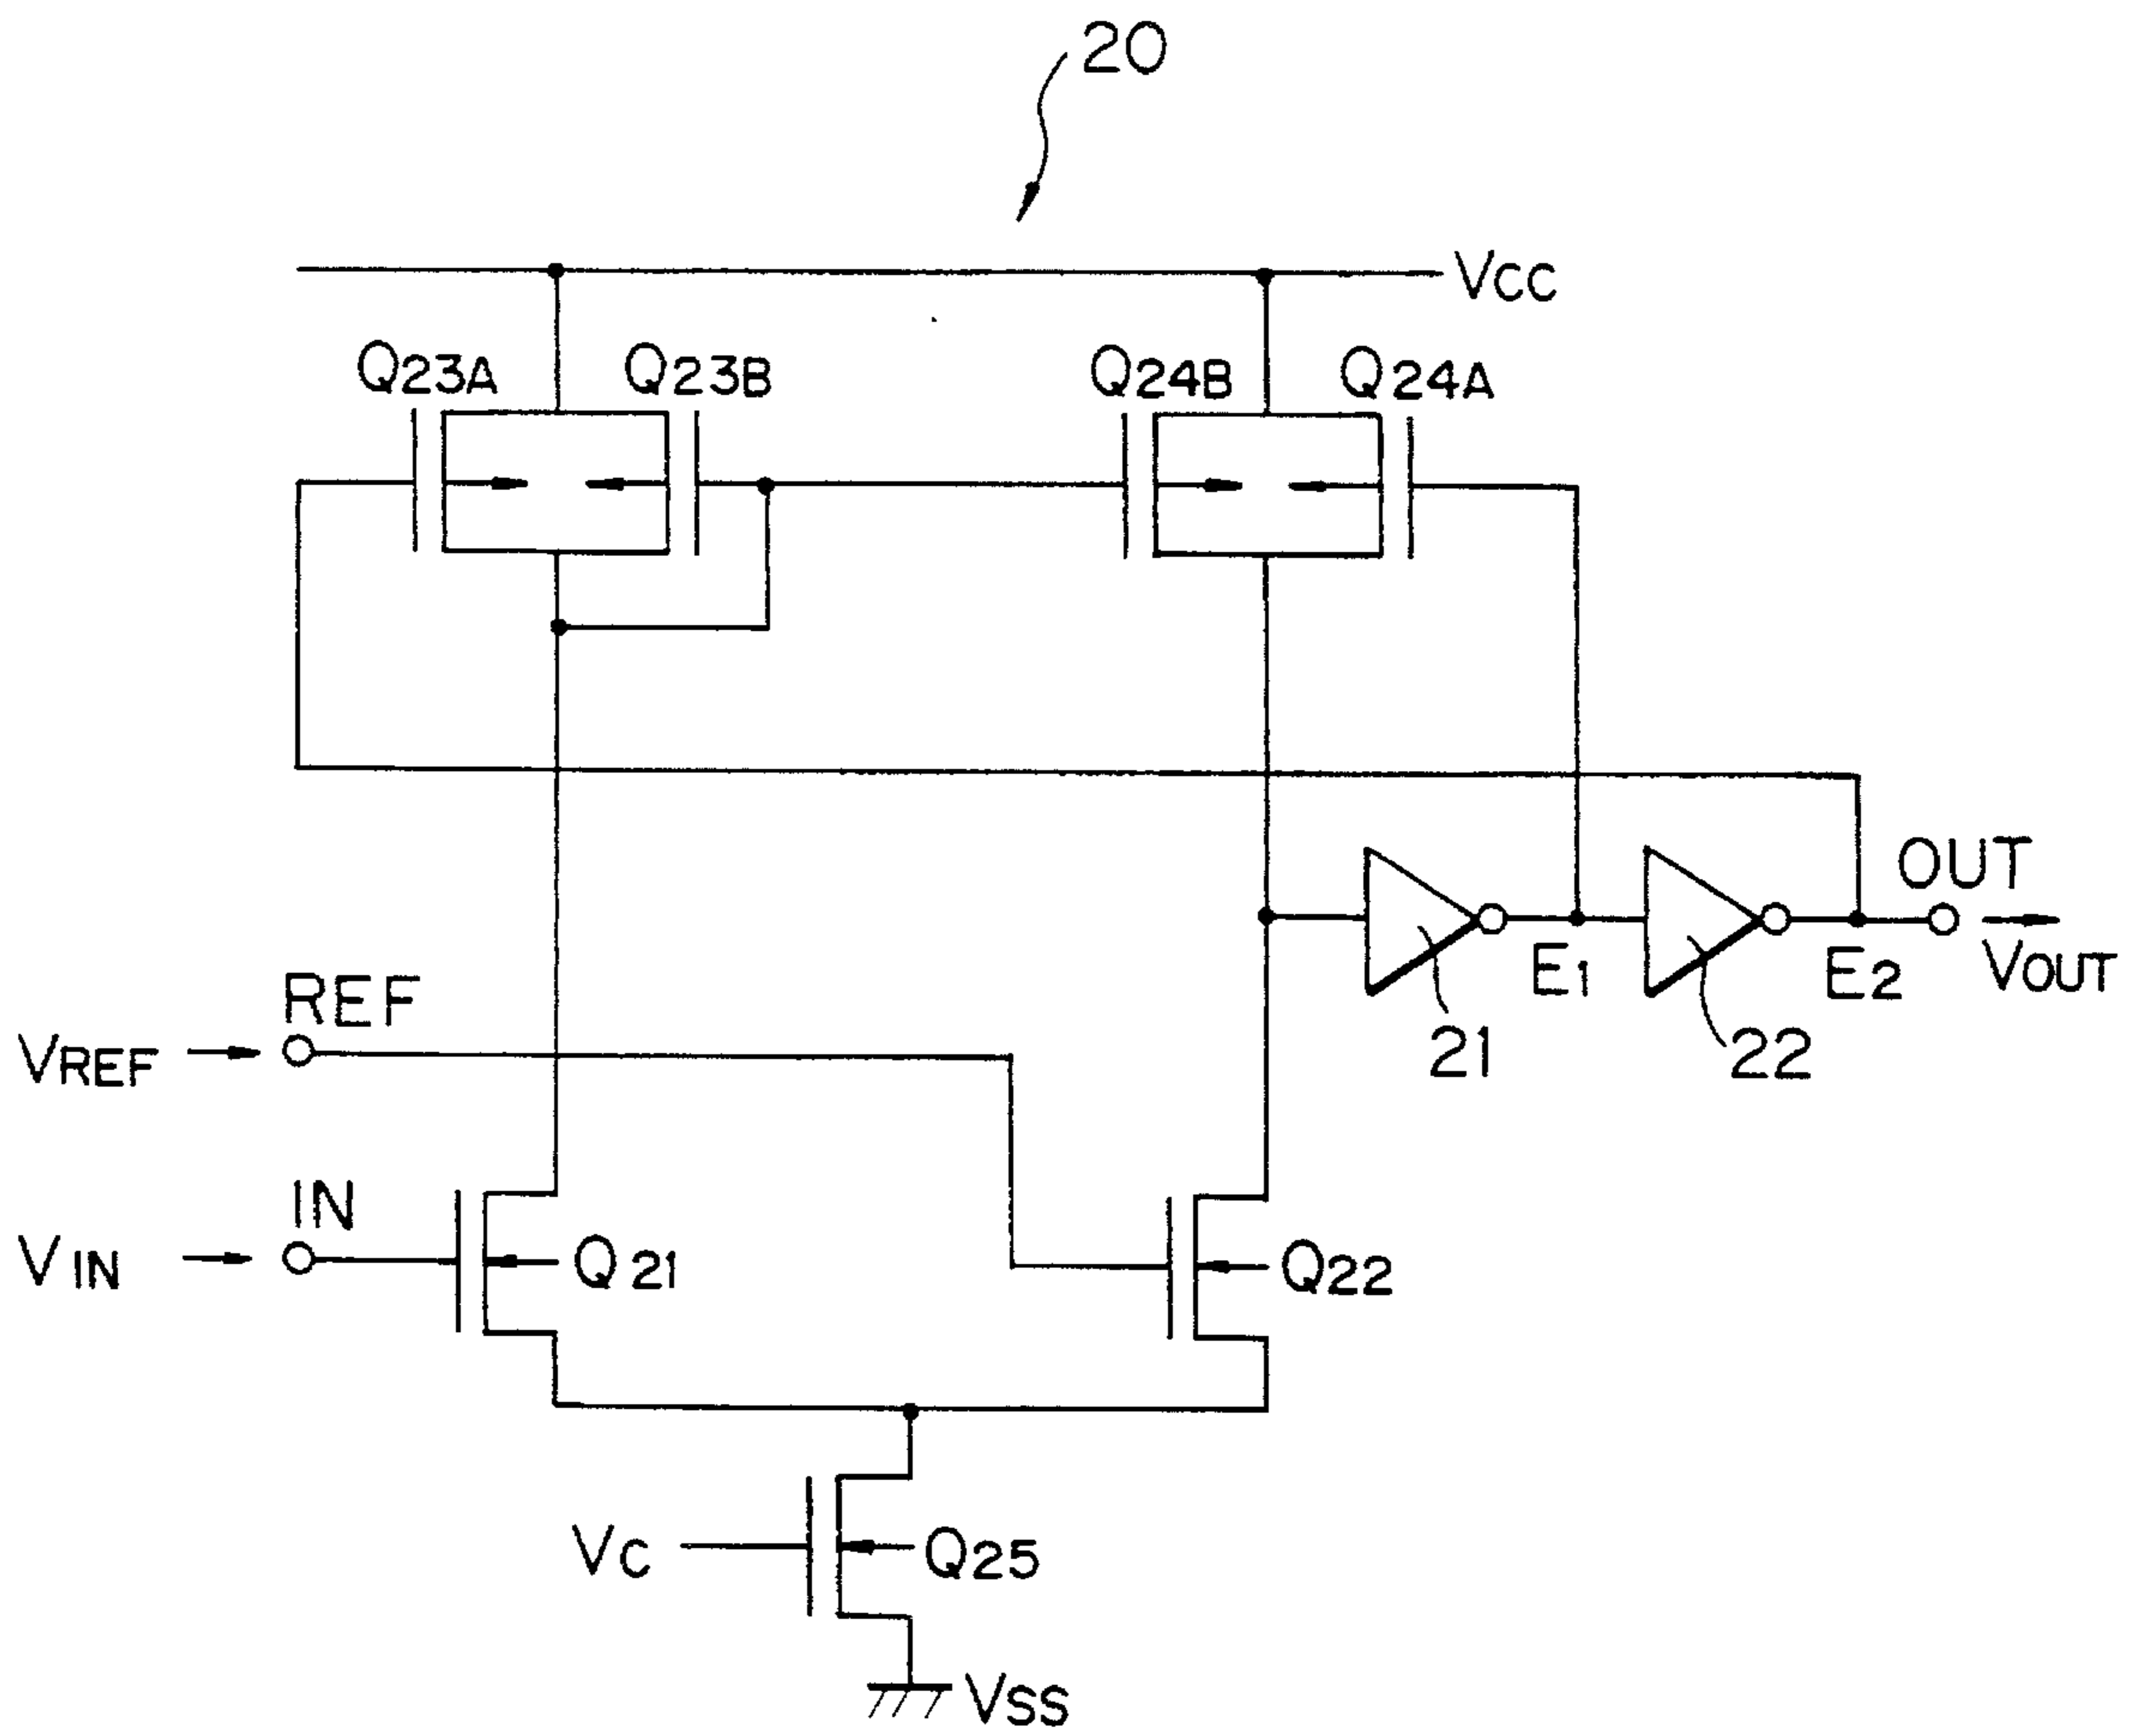 20
VCC
Q23A
Q23B
Q24B
Q24A
OUT
E1
E2
VOUT
21
22
REF
VREF
IN
VIN
Q21
Q22
VC
Q25
VSS